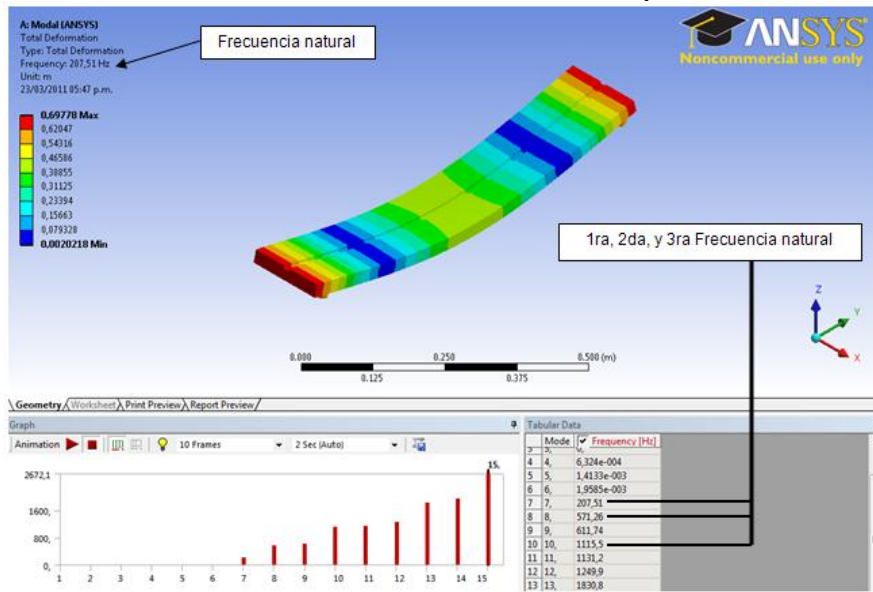 A: Modal (ANSYS)
Total Deformation
Type: Total Deformation
Frequency: 207,51 Hz
Unit: m
23/03/2011 05:47 p.m.
Frecuencia natural
ANSYS
Noncommercial use only
0.69778 Max
0,62047
0,54316
0,46586
0,38855
0,31125
0,23394
0,15663
0,079328
0.0020218 Min
1ra, 2da, y 3ra Frecuencia natural
Z
Y
X
0.000
0.250
0.500 (m)
0.125
0.375
Geometry Worksheet Print Preview Report Preview
Graph
Animation 10 Frames 2 Sec (Auto)
2672,1
1600,
800,
0,
15,
1 2 3 4 5 6 7 8 9 10 11 12 13 14 15
Tabular Data
Mode Frequency [Hz]
3 3, 0,
4 4, 6,324e-004
5 5, 1,4133e-003
6 6, 1,9585e-003
7 7, 207,51
8 8, 571,26
9 9, 611,74
10 10, 1115,5
11 11, 1131,2
12 12, 1249,9
13 13, 1830,8